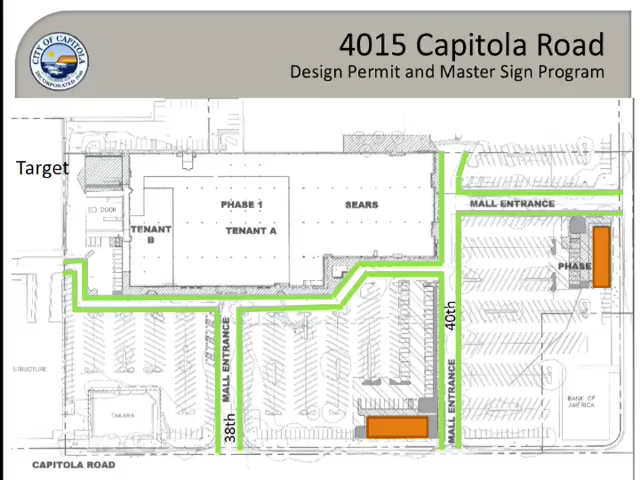 4015 Capitola Road
Design Permit and Master Sign Program
CITY OF CAPITOLA
INCORPORATED 1949
Target
PHASE 1
SEARS
MALL ENTRANCE
DOOR
TENANT
B
TENANT A
PHASE
40th
MALL ENTRANCE
STRUCTURE
BANK OF
AMERICA
TAKARA
38th
MALL ENTRANCE
CAPITOLA ROAD